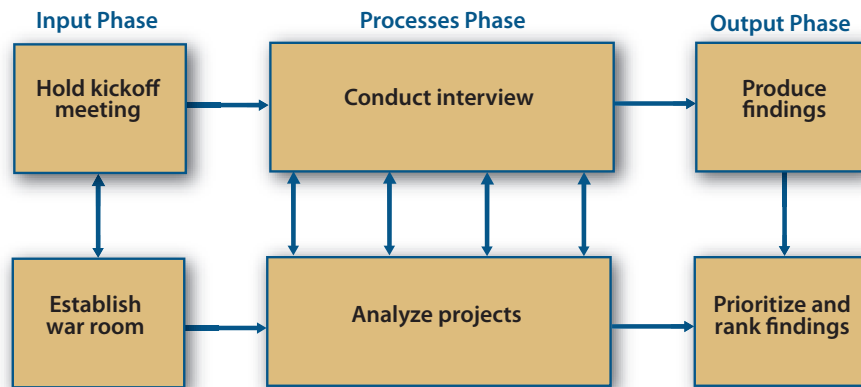 Input Phase
Processes Phase
Output Phase
Hold kickoff
meeting
Conduct interview
Produce
findings
Establish
war room
Analyze projects
Prioritize and
rank findings